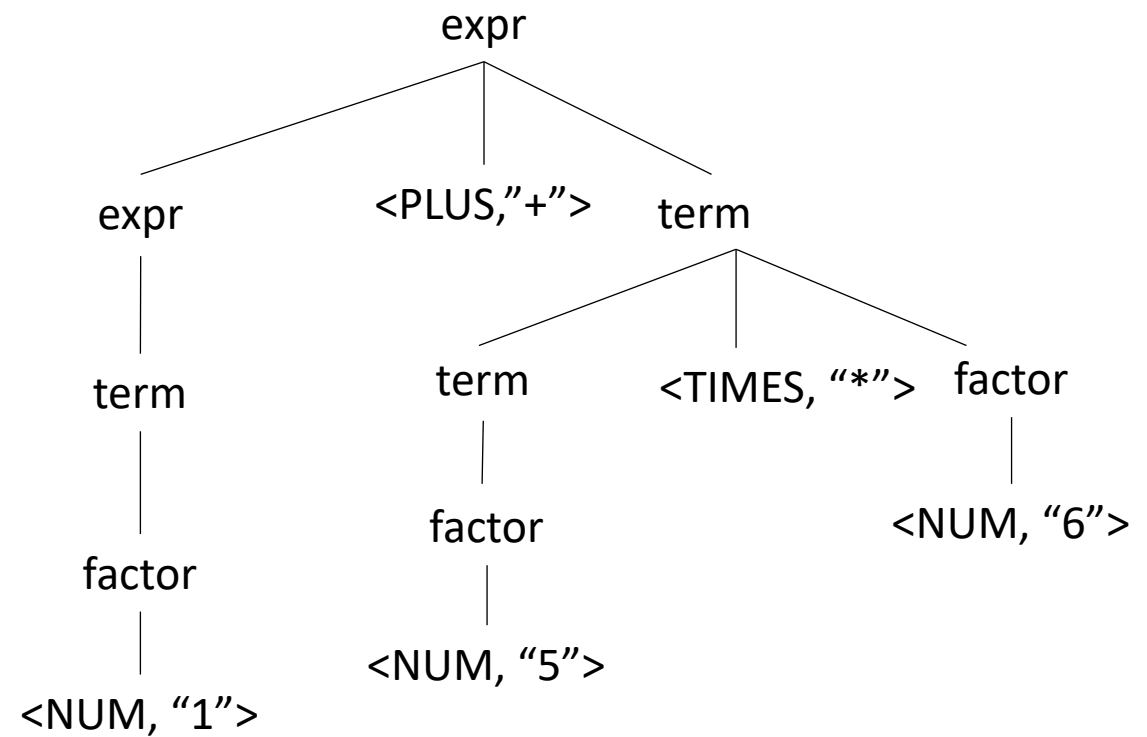 expr
expr
<PLUS,”+”>
term
term
term
<TIMES, “*”>
factor
factor
factor
<NUM, “6”>
<NUM, “5”>
<NUM, “1”>